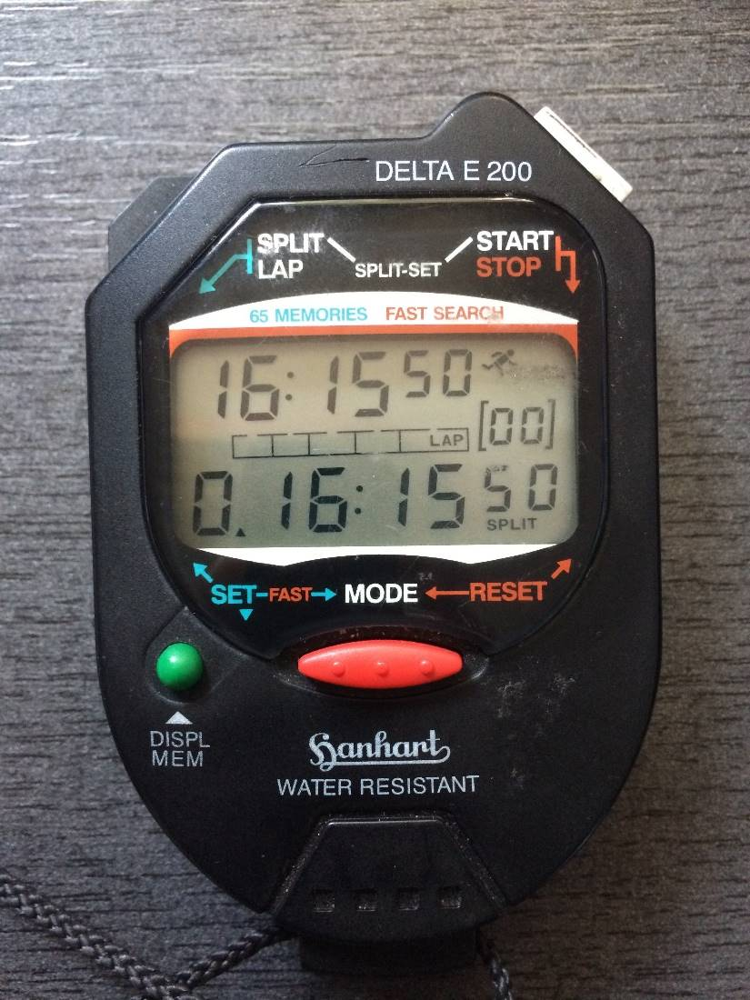 DELTA E 200
SPLIT START
LAP SPLIT-SET STOP
65 MEMORIES FAST SEARCH
16:15 50
LAP [00]
0.16:15 50
SPLIT
SET-FAST MODE RESET
DISPL
MEM
Hanhart
WATER RESISTANT